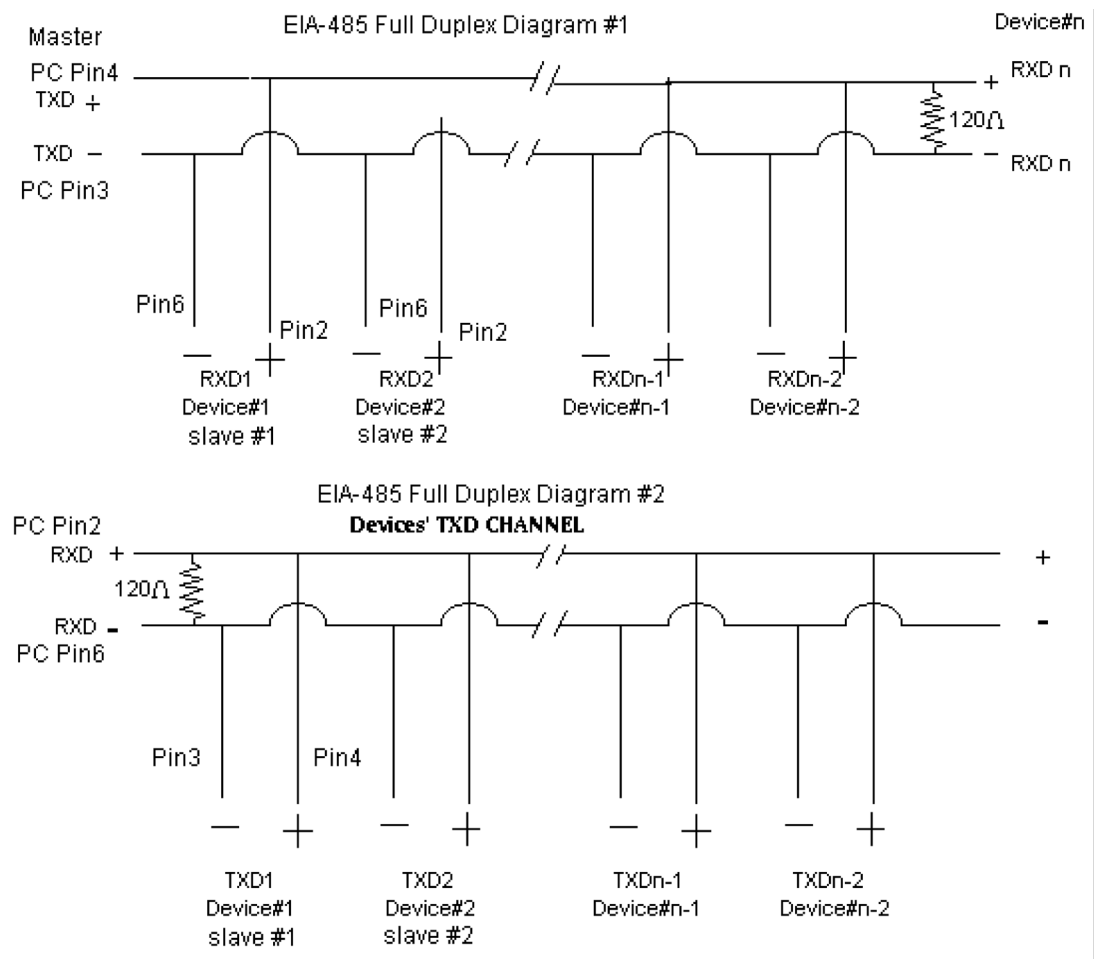 EIA-485 Full Duplex Diagram #1
Device#n
Master
PC Pin4
TXD +
+ RXD n
120Ω
TXD −
− RXD n
PC Pin3
Pin6
Pin2
Pin6
Pin2
− + − + − + − +
RXD1 RXD2 RXDn-1 RXDn-2
Device#1 Device#2 Device#n-1 Device#n-2
slave #1 slave #2
EIA-485 Full Duplex Diagram #2
Devices' TXD CHANNEL
PC Pin2
RXD +
+
120Ω
RXD -
-
PC Pin6
Pin3 Pin4
− + − + − + − +
TXD1 TXD2 TXDn-1 TXDn-2
Device#1 Device#2 Device#n-1 Device#n-2
slave #1 slave #2